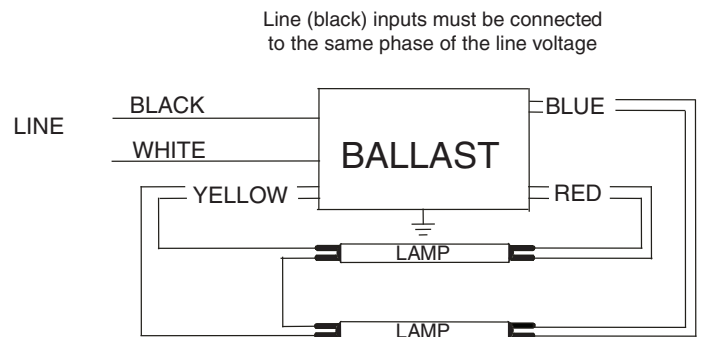 Line (black) inputs must be connected
to the same phase of the line voltage
BLACK
BLUE
LINE
WHITE
BALLAST
YELLOW
RED
LAMP
LAMP